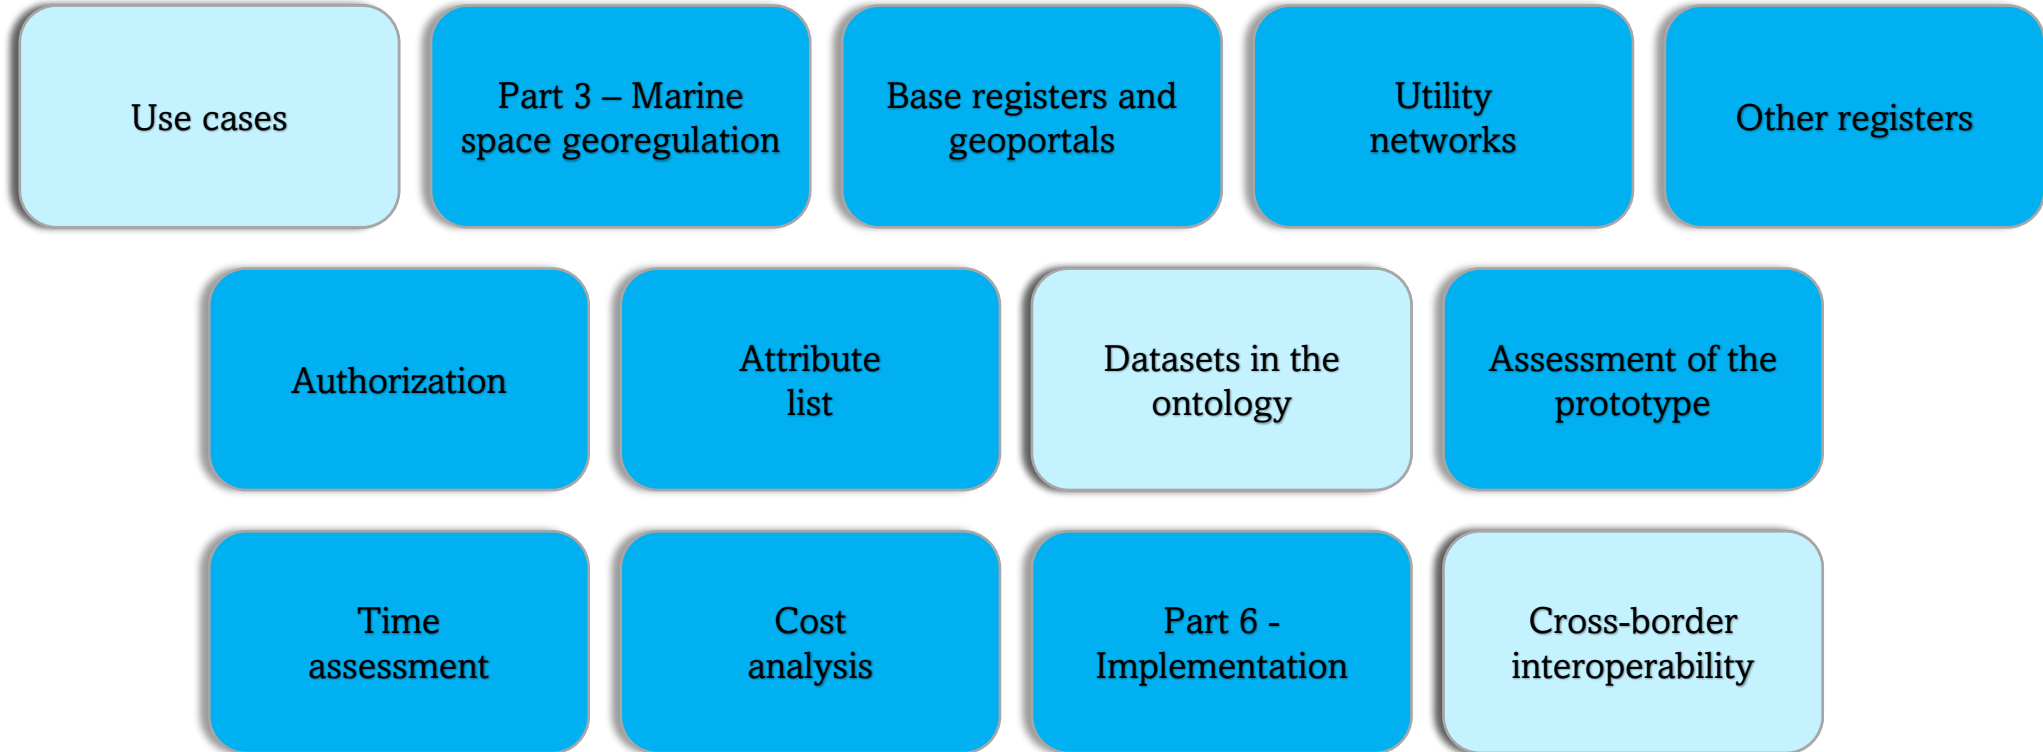 Use cases
Part 3 – Marine
space georegulation
Base registers and
geoportals
Utility
networks
Other registers
Authorization
Attribute
list
Datasets in the
ontology
Assessment of the
prototype
Time
assessment
Cost
analysis
Part 6 -
Implementation
Cross-border
interoperability